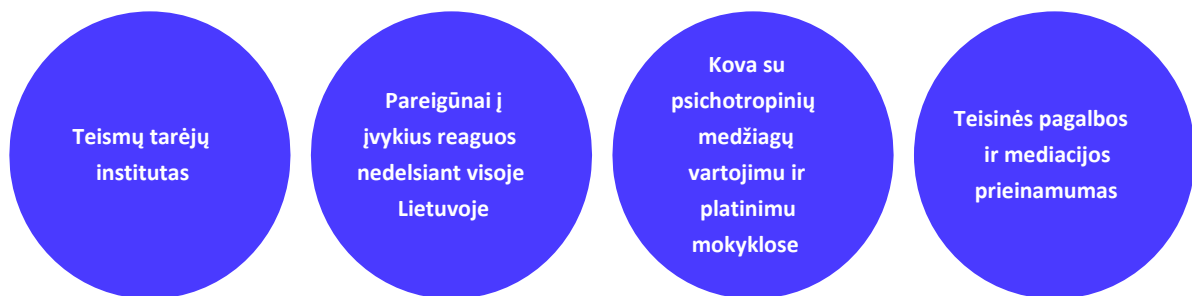 Teismų tarėjų
institutas
Pareigūnai į
įvykius reaguos
nedelsiant visoje
Lietuvoje
Kova su
psichotropinių
medžiagų
vartojimu ir
platinimu
mokyklose
Teisinės pagalbos
ir mediacijos
prieinamumas